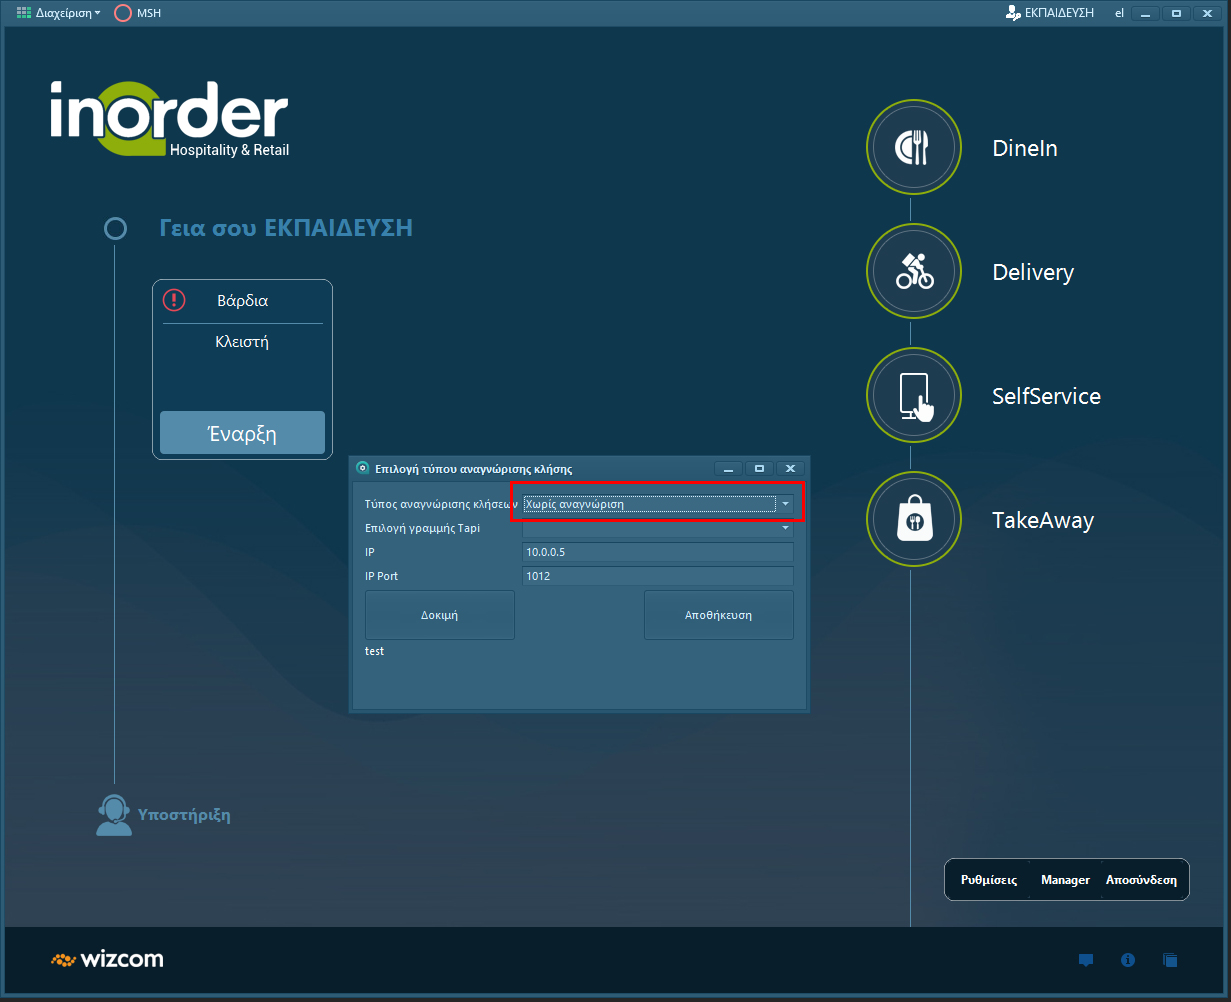 Διαχείριση
MSH
ΕΚΠΑΙΔΕΥΣΗ
el
inorder
Hospitality & Retail
Γεια σου ΕΚΠΑΙΔΕΥΣΗ
Βάρδια
Κλειστή
Έναρξη
DineIn
Delivery
SelfService
TakeAway
Επιλογή τύπου αναγνώρισης κλήσης
Τύπος αναγνώρισης κλήσεων Χωρίς αναγνώριση
Επιλογή γραμμής Tapi
IP 10.0.0.5
IP Port 1012
Δοκιμή
Αποθήκευση
test
Υποστήριξη
Ρυθμίσεις Manager Αποσύνδεση
wizcom